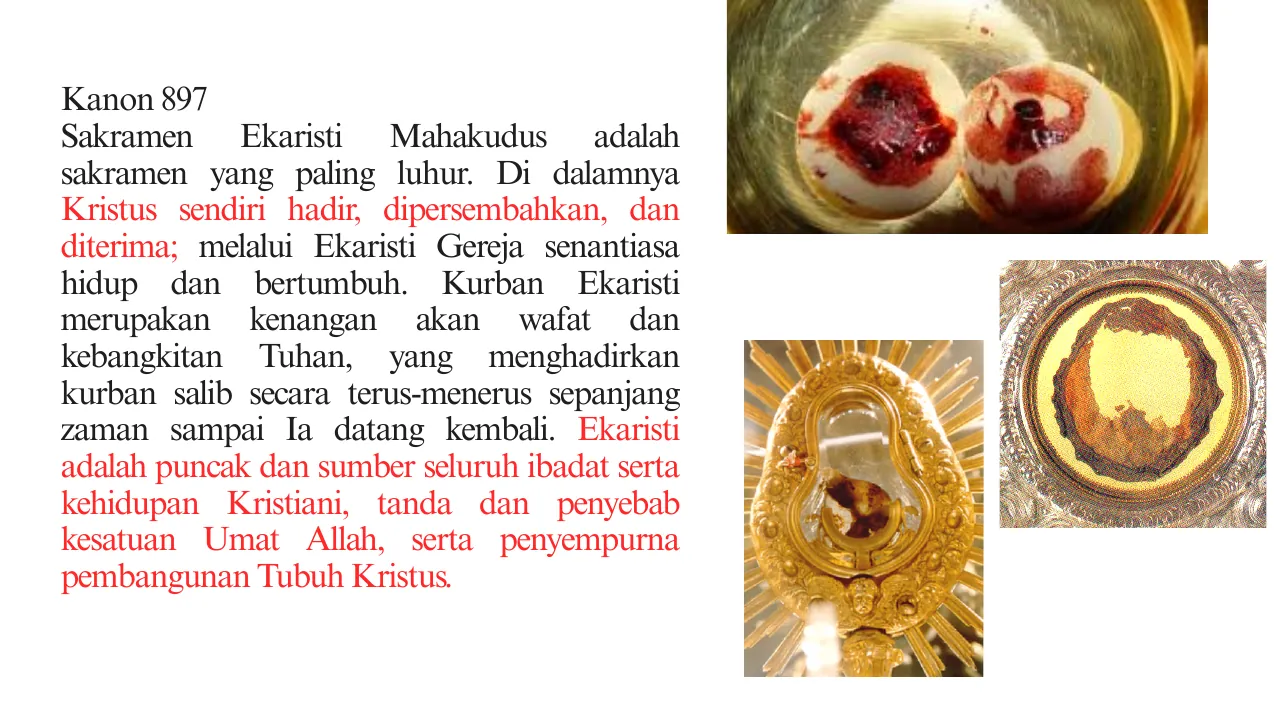 Kanon 897
Sakramen Ekaristi Mahakudus adalah
sakramen yang paling luhur. Di dalamnya
Kristus sendiri hadir, dipersembahkan, dan
diterima; melalui Ekaristi Gereja senantiasa
hidup dan bertumbuh. Kurban Ekaristi
merupakan kenangan akan wafat dan
kebangkitan Tuhan, yang menghadirkan
kurban salib secara terus-menerus sepanjang
zaman sampai Ia datang kembali. Ekaristi
adalah puncak dan sumber seluruh ibadat serta
kehidupan Kristiani, tanda dan penyebab
kesatuan Umat Allah, serta penyempurna
pembangunan Tubuh Kristus.